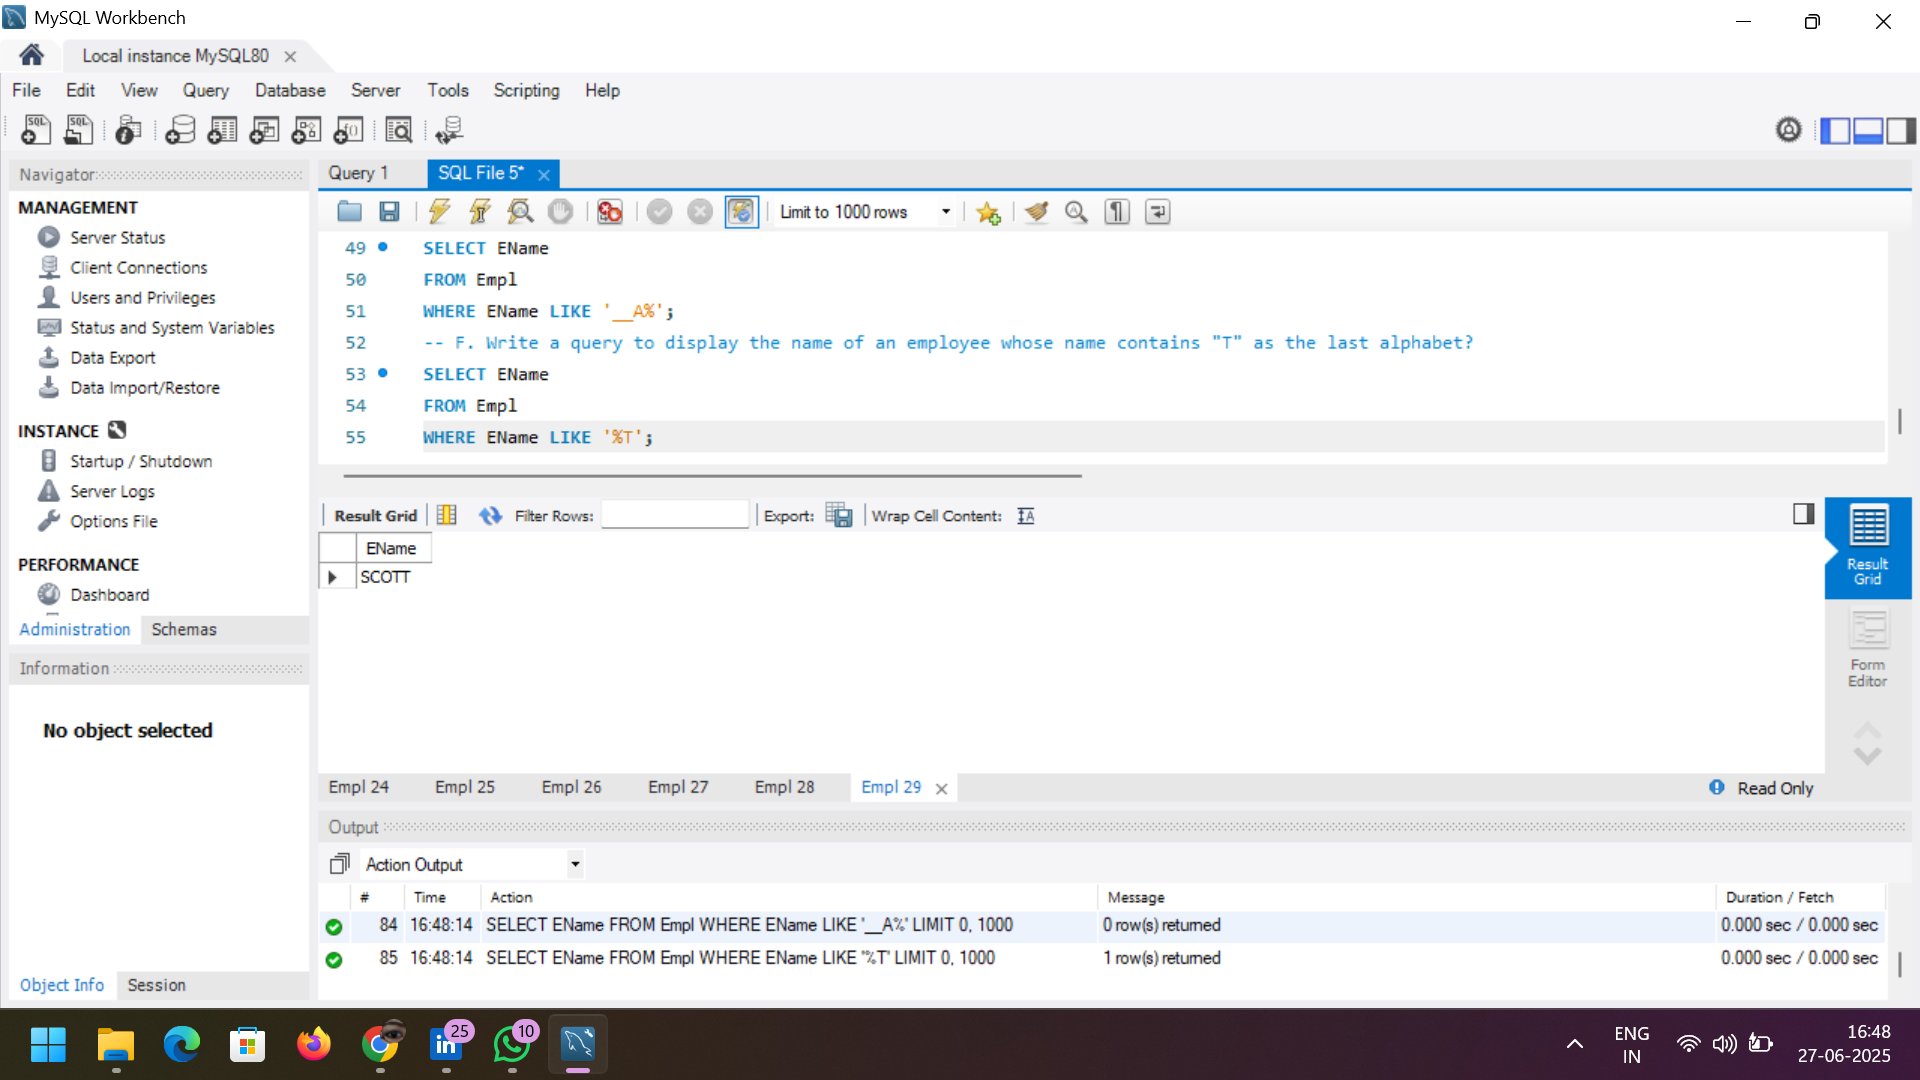 MySQL Workbench
Local instance MySQL80
File Edit View Query Database Server Tools Scripting Help
Navigator
MANAGEMENT
Server Status
Client Connections
Users and Privileges
Status and System Variables
Data Export
Data Import/Restore
INSTANCE
Startup / Shutdown
Server Logs
Options File
PERFORMANCE
Dashboard
Administration Schemas
Information
No object selected
Object Info Session
Query 1 SQL File 5*
Limit to 1000 rows
49 SELECT EName
50 FROM Empl
51 WHERE EName LIKE '__A%';
52 -- F. Write a query to display the name of an employee whose name contains "T" as the last alphabet?
53 SELECT EName
54 FROM Empl
55 WHERE EName LIKE '%T';
Result Grid Filter Rows: Export: Wrap Cell Content:
EName
SCOTT
Result Grid
Form Editor
Empl 24 Empl 25 Empl 26 Empl 27 Empl 28 Empl 29 Read Only
Output
Action Output
# Time Action Message Duration / Fetch
84 16:48:14 SELECT EName FROM Empl WHERE EName LIKE '__A%' LIMIT 0, 1000 0 row(s) returned 0.000 sec / 0.000 sec
85 16:48:14 SELECT EName FROM Empl WHERE EName LIKE '%T' LIMIT 0, 1000 1 row(s) returned 0.000 sec / 0.000 sec
25 10
ENG IN
16:48
27-06-2025